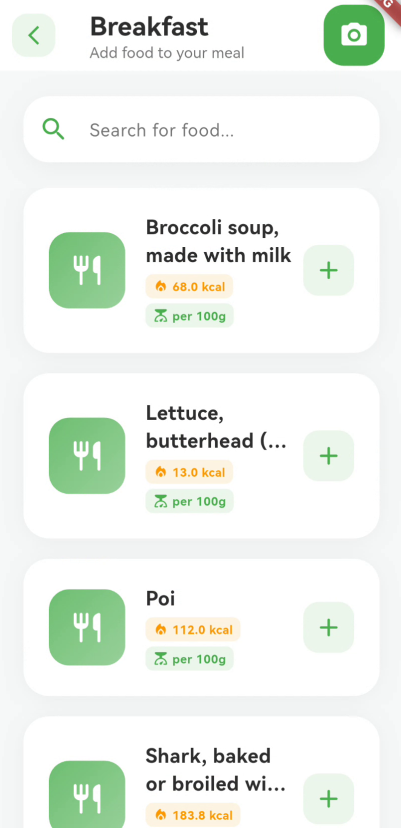 Breakfast
Add food to your meal
G
Search for food...
Broccoli soup,
made with milk
68.0 kcal
per 100g
Lettuce,
butterhead (...
13.0 kcal
per 100g
Poi
112.0 kcal
per 100g
Shark, baked
or broiled wi...
183.8 kcal